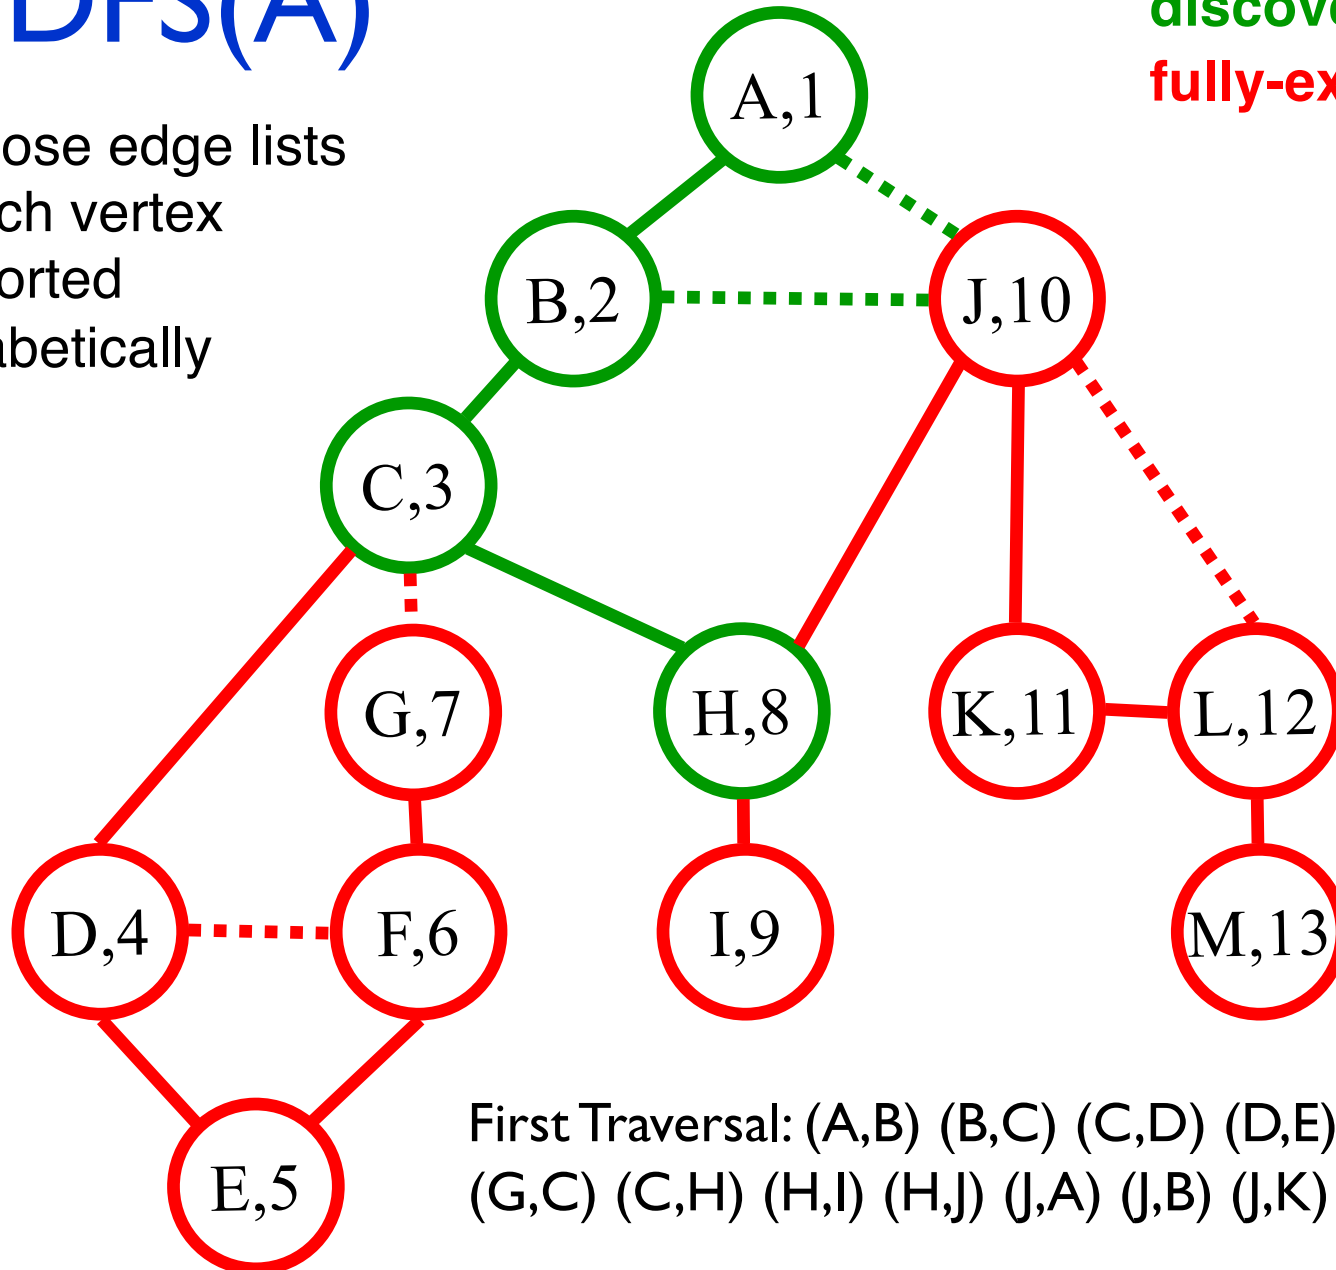 DFS(A)
discove
fully-ex
ose edge lists
ch vertex
orted
abetically
A,1
B,2
J,10
C,3
G,7
H,8
K,11
L,12
D,4
F,6
I,9
M,13
E,5
First Traversal: (A,B) (B,C) (C,D) (D,E)
(G,C) (C,H) (H,I) (H,J) (J,A) (J,B) (J,K)